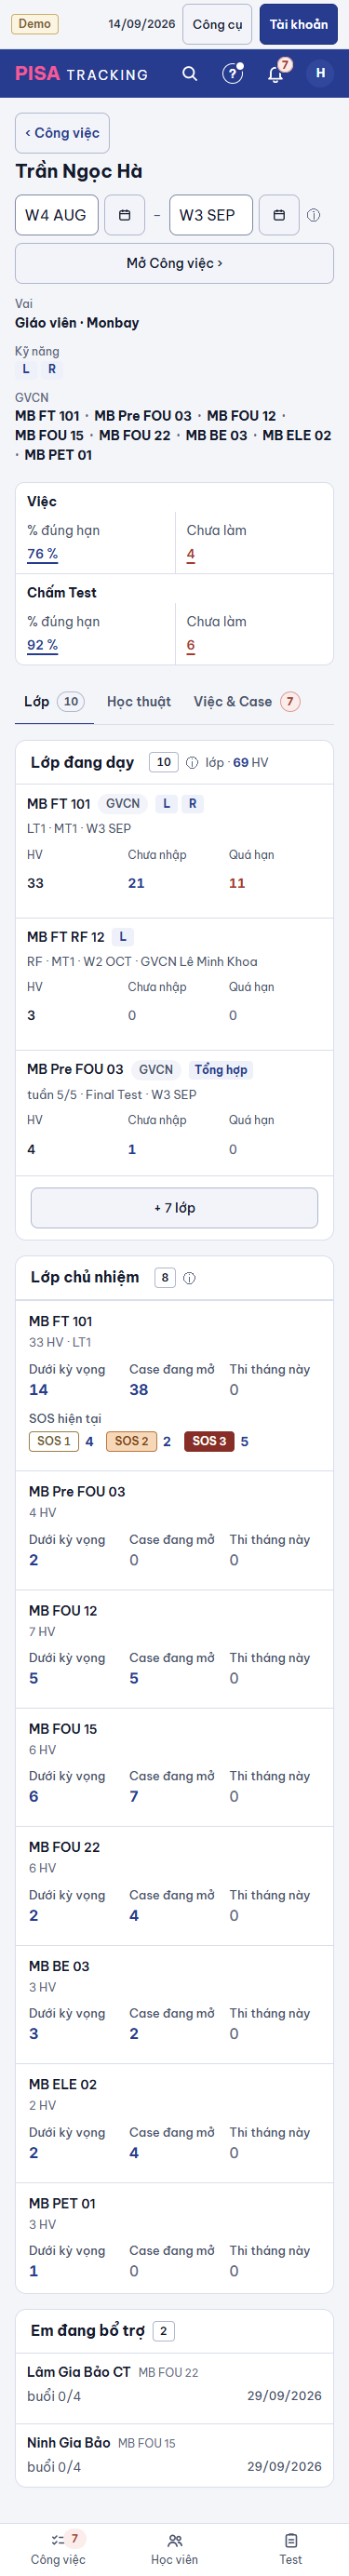 Demo 14/09/2026 Công cụ Tài khoản
PISA TRACKING ? 7 H
‹ Công việc
Trần Ngọc Hà
W4 AUG – W3 SEP
Mở Công việc ›
Vai
Giáo viên · Monbay
Kỹ năng
L R
GVCN
MB FT 101 · MB Pre FOU 03 · MB FOU 12 ·
MB FOU 15 · MB FOU 22 · MB BE 03 · MB ELE 02
· MB PET 01
Việc
% đúng hạn Chưa làm
76 % 4
Chấm Test
% đúng hạn Chưa làm
92 % 6
Lớp 10 Học thuật Việc & Case 7
Lớp đang dạy 10 lớp · 69 HV
MB FT 101 GVCN L R
LT1 · MT1 · W3 SEP
HV Chưa nhập Quá hạn
33 21 11
MB FT RF 12 L
RF · MT1 · W2 OCT · GVCN Lê Minh Khoa
HV Chưa nhập Quá hạn
3 0 0
MB Pre FOU 03 GVCN Tổng hợp
tuần 5/5 · Final Test · W3 SEP
HV Chưa nhập Quá hạn
4 1 0
+ 7 lớp
Lớp chủ nhiệm 8
MB FT 101
33 HV · LT1
Dưới kỳ vọng Case đang mở Thi tháng này
14 38 0
SOS hiện tại
SOS 1 4 SOS 2 2 SOS 3 5
MB Pre FOU 03
4 HV
Dưới kỳ vọng Case đang mở Thi tháng này
2 0 0
MB FOU 12
7 HV
Dưới kỳ vọng Case đang mở Thi tháng này
5 5 0
MB FOU 15
6 HV
Dưới kỳ vọng Case đang mở Thi tháng này
6 7 0
MB FOU 22
6 HV
Dưới kỳ vọng Case đang mở Thi tháng này
2 4 0
MB BE 03
3 HV
Dưới kỳ vọng Case đang mở Thi tháng này
3 2 0
MB ELE 02
2 HV
Dưới kỳ vọng Case đang mở Thi tháng này
2 4 0
MB PET 01
3 HV
Dưới kỳ vọng Case đang mở Thi tháng này
1 0 0
Em đang bổ trợ 2
Lâm Gia Bảo CT MB FOU 22
buổi 0/4 29/09/2026
Ninh Gia Bảo MB FOU 15
buổi 0/4 29/09/2026
7
Công việc Học viên Test